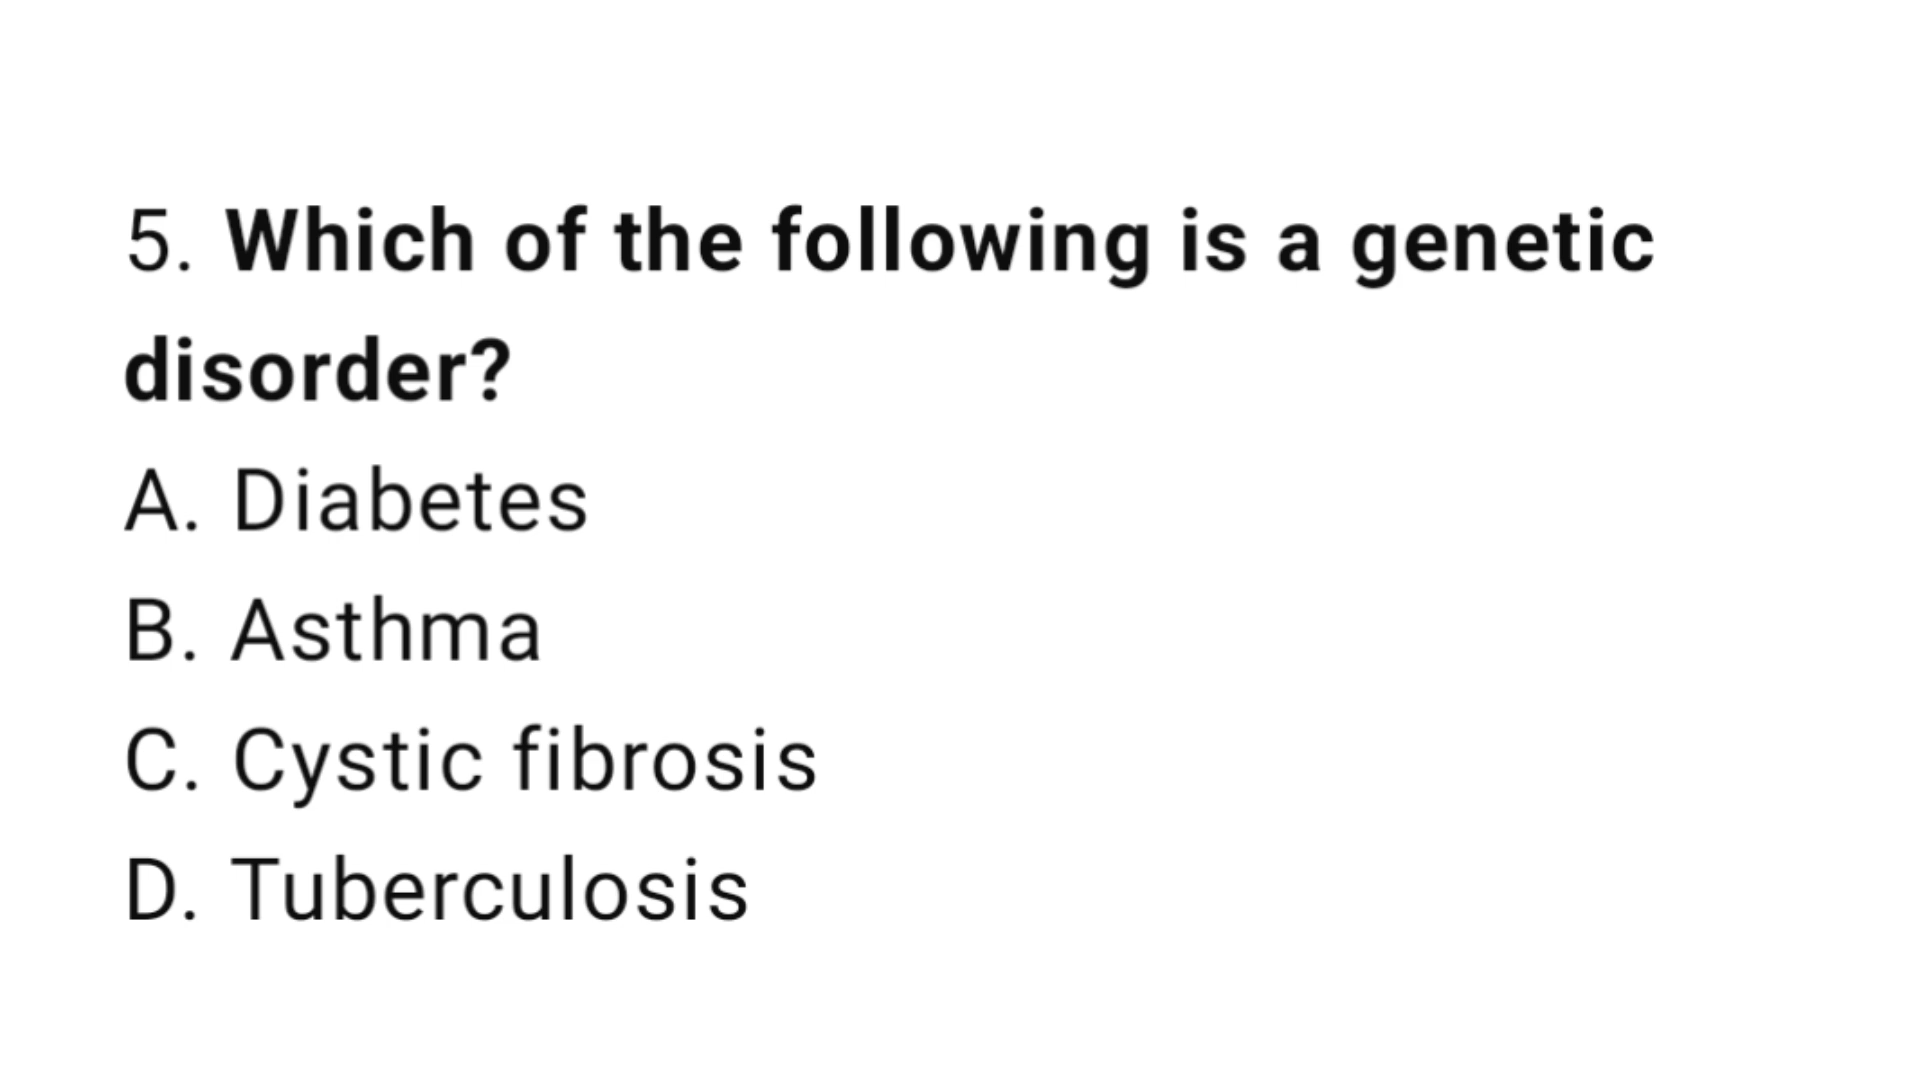 5. Which of the following is a genetic
disorder?
A. Diabetes
B. Asthma
C. Cystic fibrosis
D. Tuberculosis